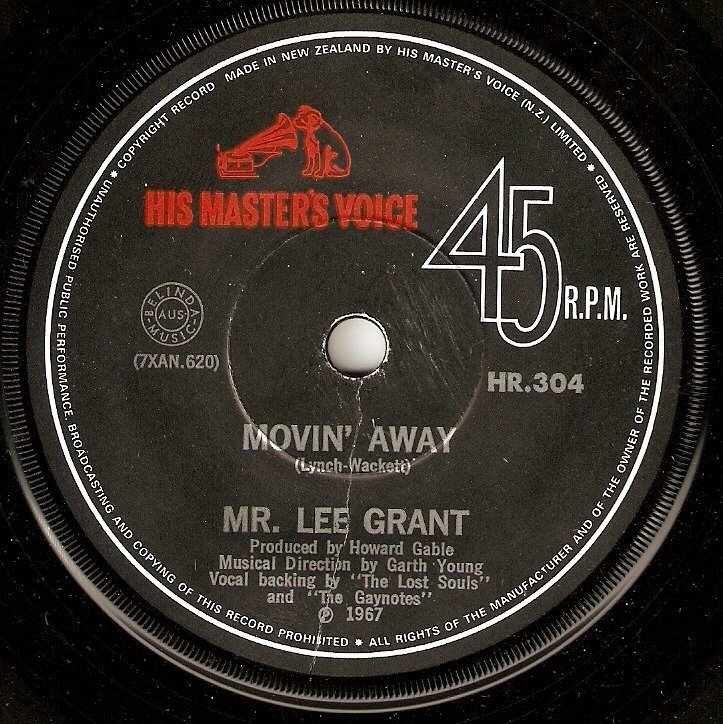 UNAUTHORISED PUBLIC PERFORMANCE, BROADCASTING AND COPYING OF THIS RECORD PROHIBITED ★ ALL RIGHTS OF THE MANUFACTURER AND OF THE OWNER OF THE RECORDED WORK ARE RESERVED ★
COPYRIGHT RECORD MADE IN NEW ZEALAND BY HIS MASTER'S VOICE (N.Z.) LIMITED ★
HIS MASTER'S VOICE
45 R.P.M.
BELINDA
AUS
MUSIC
(7XAN.620)
HR.304
MOVIN' AWAY
(Lynch-Wackett)
MR. LEE GRANT
Produced by Howard Gable
Musical Direction by Garth Young
Vocal backing by "The Lost Souls"
and "The Gaynotes"
℗ 1967